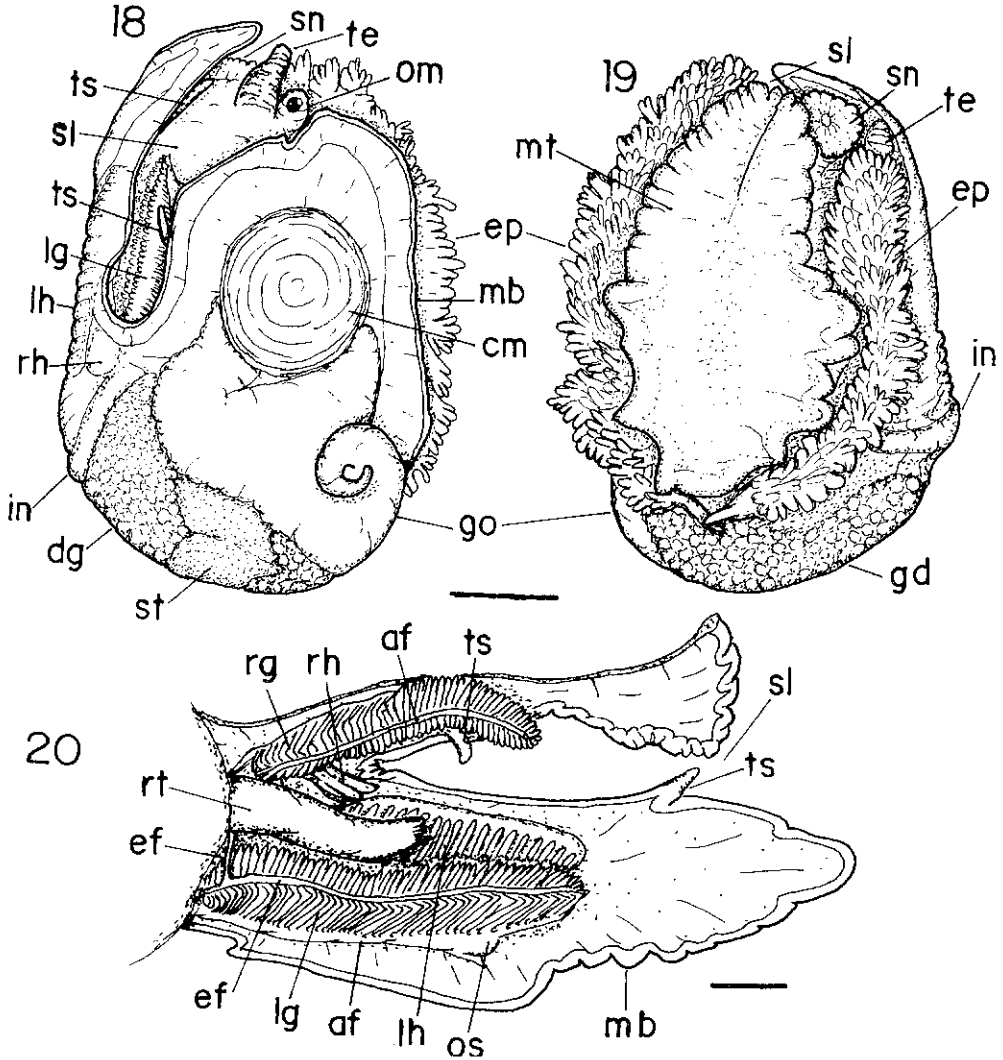 18
sn
te
om
ts
sl
ts
lg
lh
rh
in
dg
st
ep
mb
cm
go
19
sl
sn
te
mt
ep
in
gd
20
rg
rh
af
ts
sl
ts
rt
ef
ef
lg
af
lh
os
mb